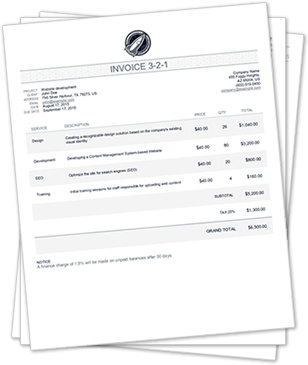 INVOICE 3-2-1
PROJECT Website development
CLIENT John Doe
ADDRESS 796 Silver Harbour, TX 79273, US
EMAIL john@example.com
DATE August 17, 2015
DUE DATE September 17, 2015
Company Name
455 Foggy Heights,
AZ 85004, US
(602) 519-0450
company@example.com
SERVICE DESCRIPTION PRICE QTY TOTAL
Design Creating a recognizable design solution based on the company's existing visual identity $40.00 26 $1,040.00
Development Developing a Content Management System-based Website $40.00 80 $3,200.00
SEO Optimize the site for search engines (SEO) $40.00 20 $800.00
Training Initial training sessions for staff responsible for uploading web content $40.00 4 $160.00
SUBTOTAL $5,200.00
TAX 25% $1,300.00
GRAND TOTAL $6,500.00
NOTICE
A finance charge of 1.5% will be made on unpaid balances after 30 days.